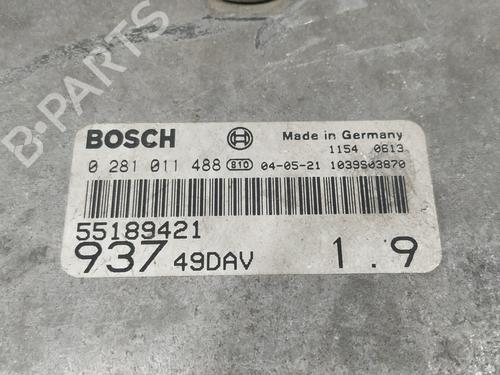 B-PARTS
BOSCH
Made in Germany
1154 0613
0 281 011 488 810 04-05-21 1039S03870
55189421
937 49DAV 1.9